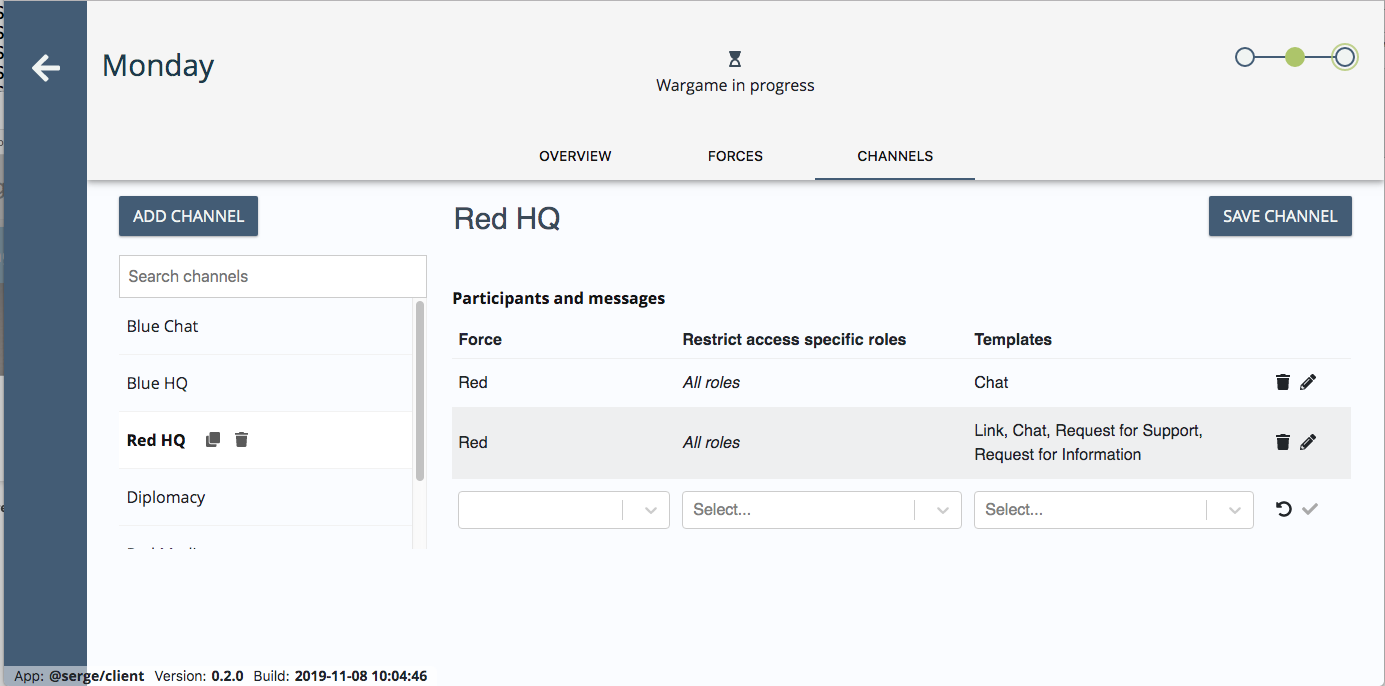 Monday
Wargame in progress
OVERVIEW FORCES CHANNELS
ADD CHANNEL
Red HQ
SAVE CHANNEL
Search channels
Blue Chat
Blue HQ
Red HQ
Diplomacy
Participants and messages
Force Restrict access specific roles Templates
Red All roles Chat
Red All roles Link, Chat, Request for Support,
Request for Information
Select... Select...
App: @serge/client Version: 0.2.0 Build: 2019-11-08 10:04:46